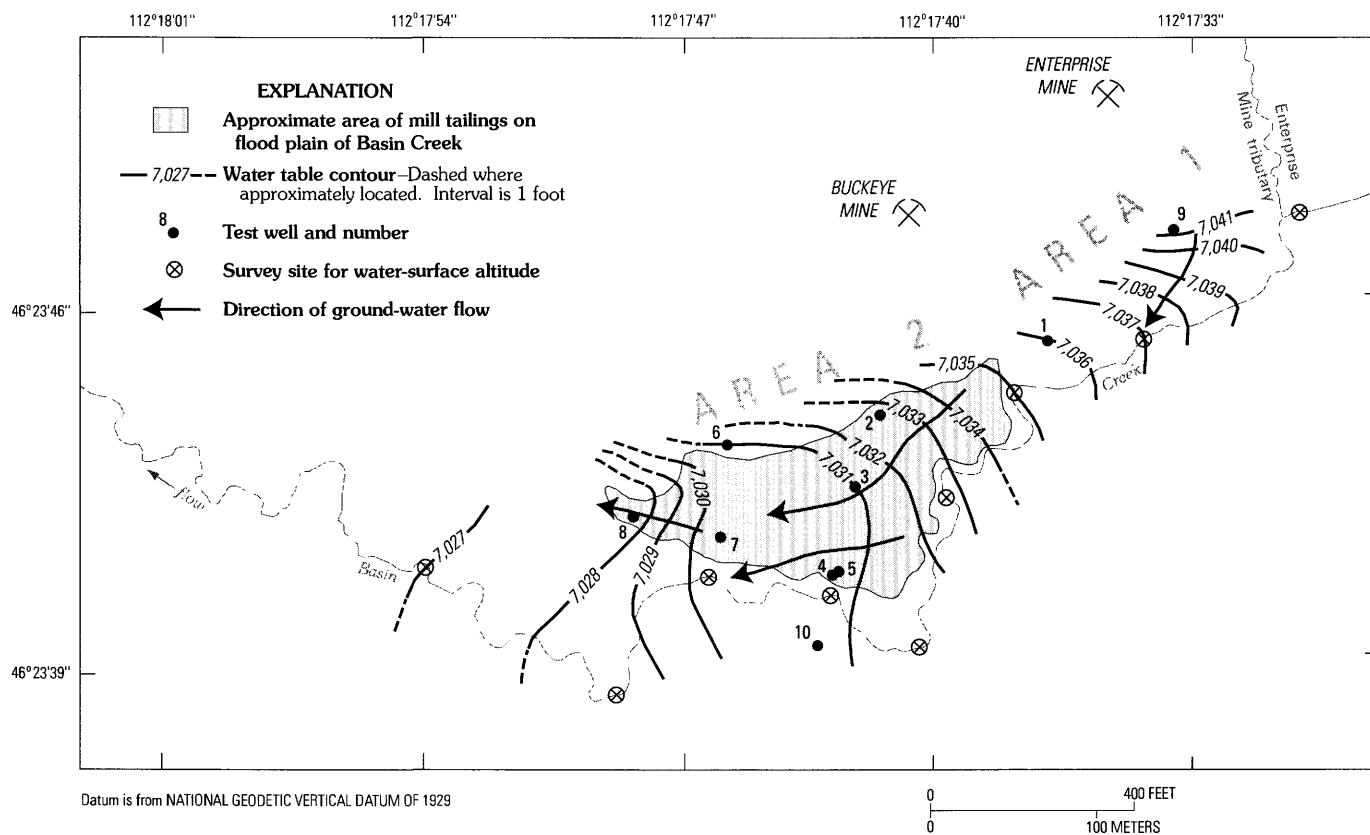 112°18'01"
112°17'54"
112°17'47"
112°17'40"
112°17'33"
EXPLANATION
Approximate area of mill tailings on
flood plain of Basin Creek
7,027
Water table contour–Dashed where
approximately located. Interval is 1 foot
8
Test well and number
Survey site for water-surface altitude
Direction of ground-water flow
ENTERPRISE
MINE
BUCKEYE
MINE
Enterprise
Mine tributary
AREA 1
9
7,041
7,040
7,039
7,038
7,037
46°23'46"
1
7,036
Creek
AREA 2
7,035
7,034
7,033
2
7,032
6
7,031
3
7,030
flow
8
7
7,029
7,028
4
5
7,027
Basin
10
46°23'39"
Datum is from NATIONAL GEODETIC VERTICAL DATUM OF 1929
0
400 FEET
0
100 METERS